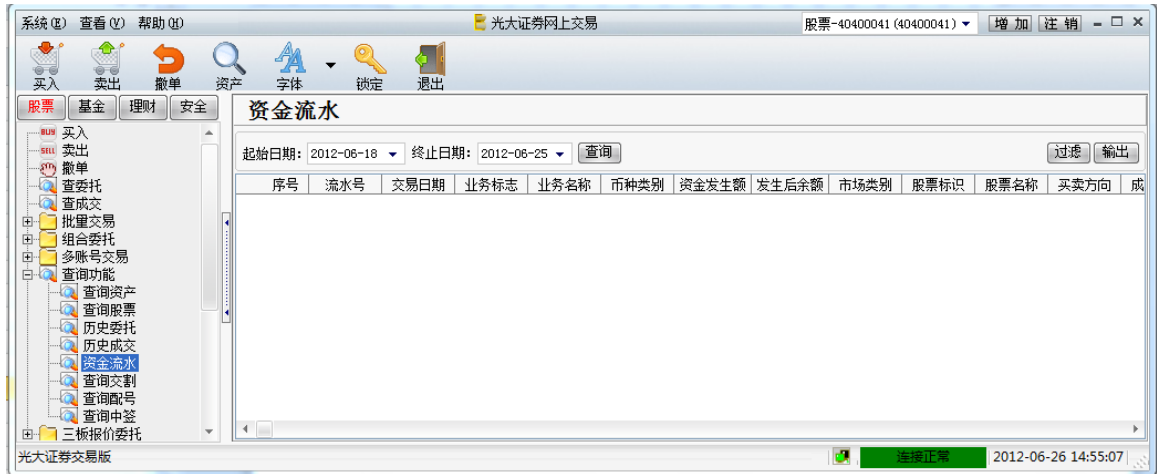 系统(E) 查看(V) 帮助(H) 光大证券网上交易 股票-40400041(40400041) 增加 注销
买入 卖出 撤单 资产 字体 锁定 退出
股票 基金 理财 安全
资金流水
起始日期: 2012-06-18 终止日期: 2012-06-25 查询 过滤 输出
序号 流水号 交易日期 业务标志 业务名称 币种类别 资金发生额 发生后余额 市场类别 股票标识 股票名称 买卖方向 成
BUY 买入
SELL 卖出
撤单
查委托
查成交
批量交易
组合委托
多账号交易
查询功能
查询资产
查询股票
历史委托
历史成交
资金流水
查询交割
查询配号
查询中签
三板报价委托
光大证券交易版 连接正常 2012-06-26 14:55:07